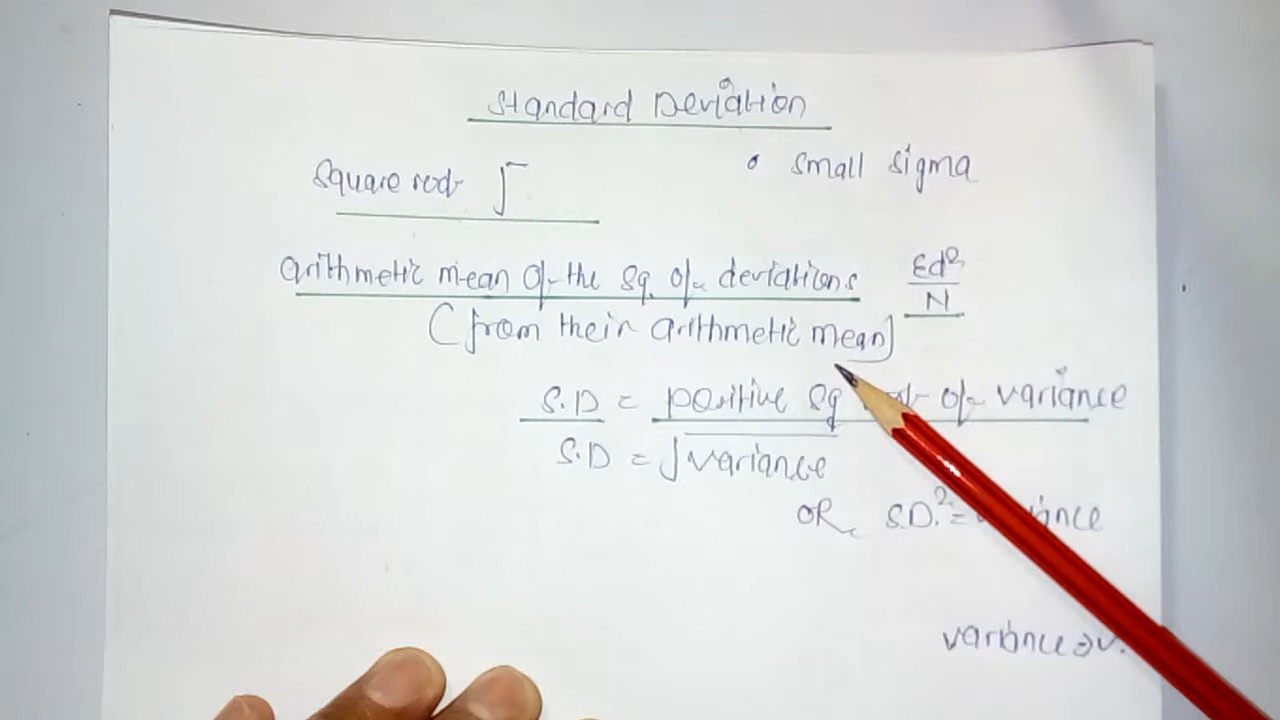 Standard Deviation
Square root √
• Small sigma
arithmetic mean of the sq. of deviations Σd²/N
(from their arithmetic mean)
S.D = positive sq of variance
S.D = √variance
OR S.D.² =
variance ⇒ v.